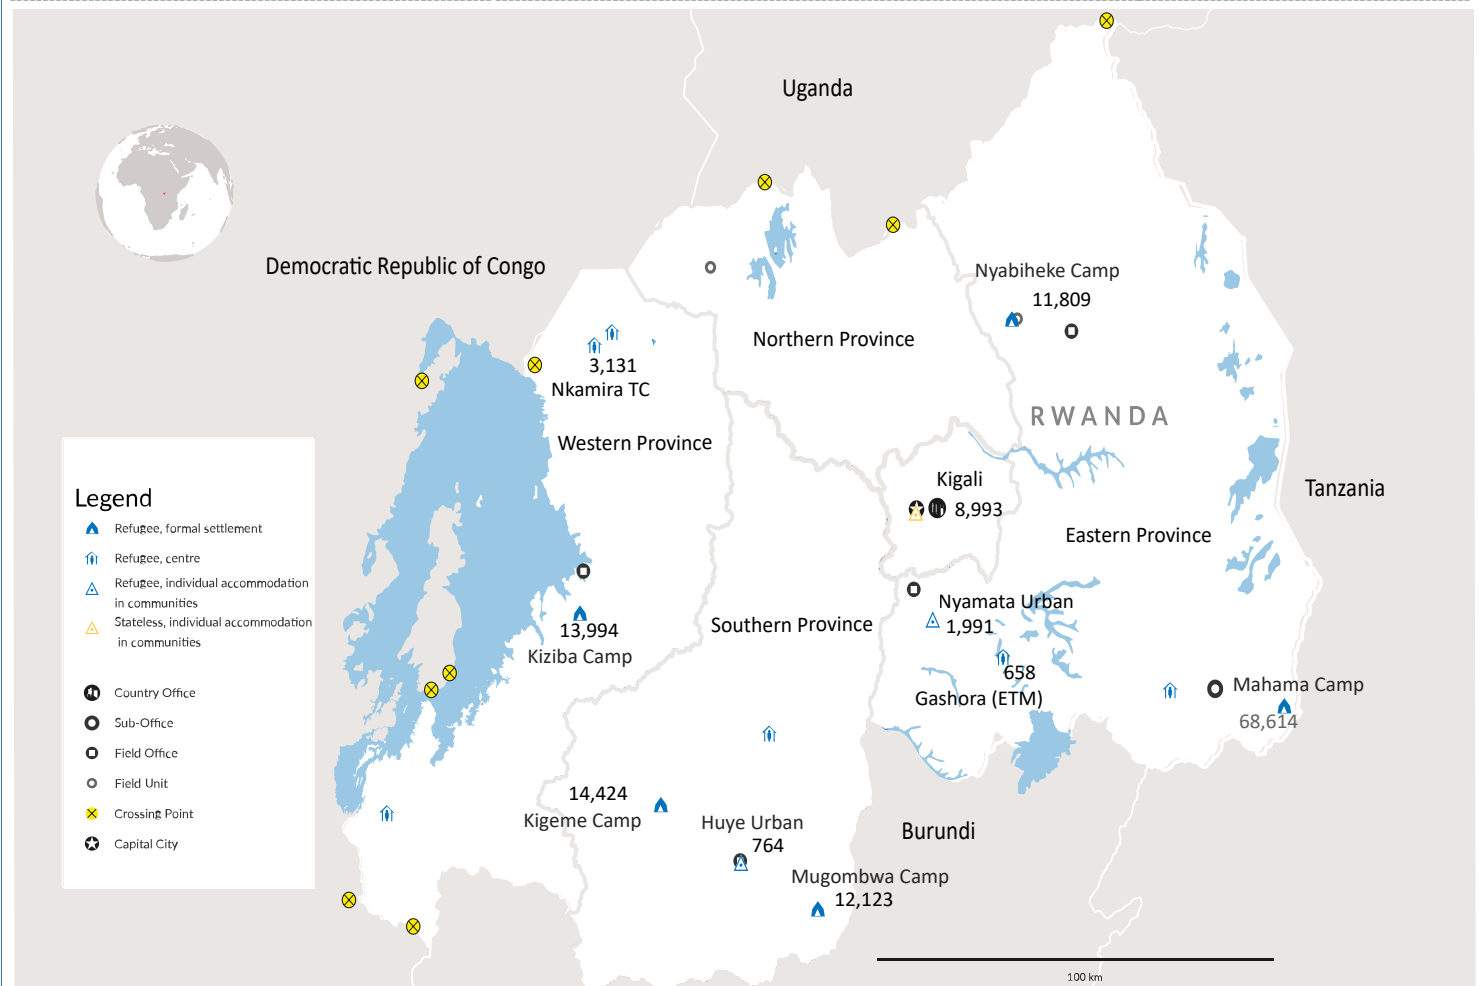 Uganda
Democratic Republic of Congo
Nyabiheke Camp
11,809
Northern Province
3,131
Nkamira TC
RWANDA
Western Province
Kigali
8,993
Tanzania
Eastern Province
Legend
Refugee, formal settlement
Refugee, centre
Refugee, individual accommodation
in communities
Stateless, individual accommodation
in communities
Country Office
Sub-Office
Field Office
Field Unit
Crossing Point
Capital City
Nyamata Urban
1,991
Southern Province
13,994
Kiziba Camp
658
Gashora (ETM)
Mahama Camp
68,614
14,424
Kigeme Camp
Huye Urban
764
Burundi
Mugombwa Camp
12,123
100 km